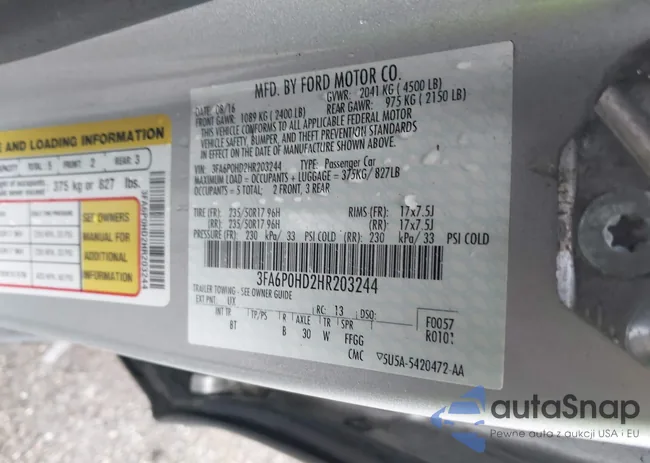 E AND LOADING INFORMATION
CAPACITY TOTAL 5 FRONT 2 REAR 3
375 kg or 827 lbs.
SEE OWNERS
MANUAL FOR
ADDITIONAL
INFORMATION
3FA6P0HD2HR203244
MFD. BY FORD MOTOR CO.
DATE: 08/16 GVWR: 2041 KG (4500 LB)
FRONT GAWR: 1089 KG (2400 LB) REAR GAWR: 975 KG (2150 LB)
THIS VEHICLE CONFORMS TO ALL APPLICABLE FEDERAL MOTOR
VEHICLE SAFETY, BUMPER, AND THEFT PREVENTION STANDARDS
IN EFFECT ON THE DATE OF MANUFACTURE SHOWN ABOVE.
VIN: 3FA6P0HD2HR203244 TYPE: Passenger Car
MAXIMUM LOAD = OCCUPANTS + LUGGAGE = 375KG / 827LB
OCCUPANTS = 5 TOTAL: 2 FRONT, 3 REAR
TIRE (FR): 235/50R17 96H RIMS (FR): 17x7.5J
(RR): 235/50R17 96H (RR): 17x7.5J
PRESSURE (FR): 230 kPa/ 33 PSI COLD (RR): 230 kPa/ 33 PSI COLD
3FA6P0HD2HR203244
TRAILER TOWING - SEE OWNER GUIDE
EXT PNT: UX RC: 13 DSO: F0057
INT TR TP/PS R AXLE TR SPR R0101
BT B 30 W FFGG
CMC 5U5A-5420472-AA
autaSnap
Pewne auta z aukcji USA i EU